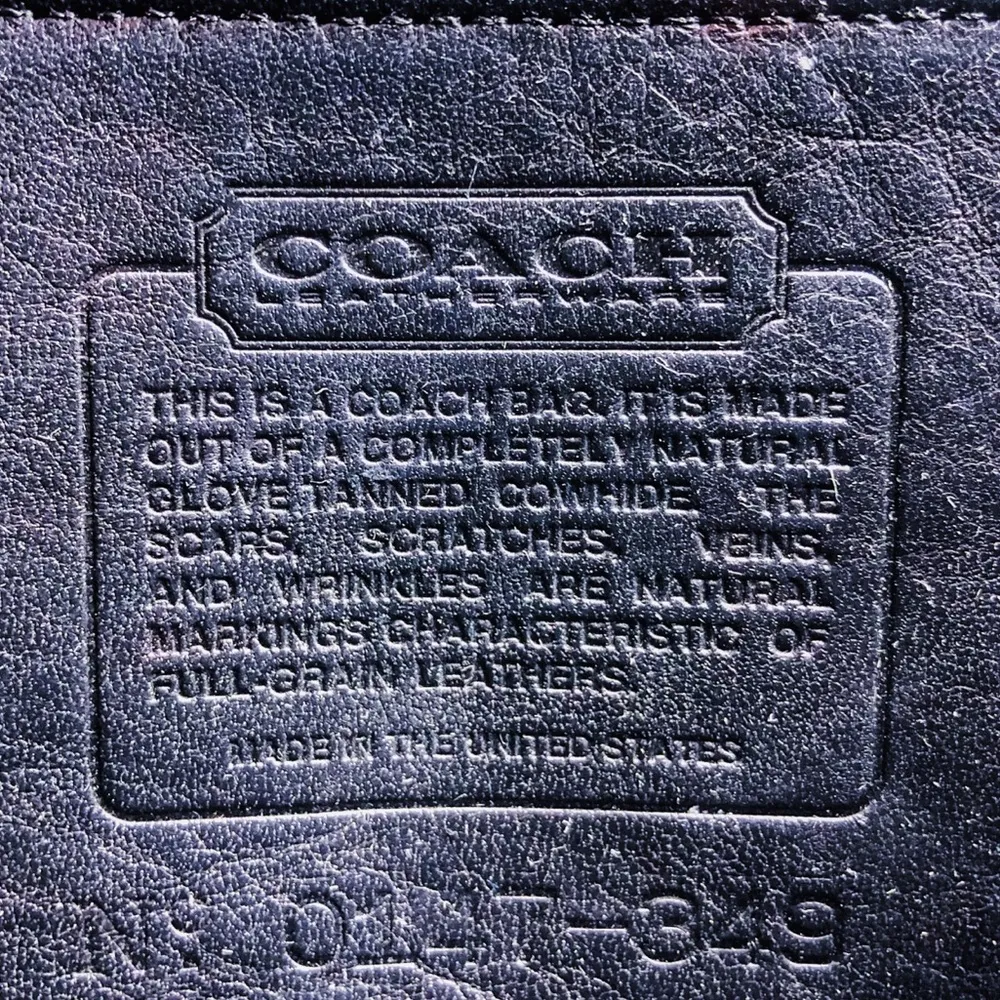 COACH
LEATHERWARE
THIS IS A COACH BAG. IT IS MADE
OUT OF A COMPLETELY NATURAL
GLOVE TANNED COWHIDE. THE
SCARS, SCRATCHES, VEINS,
AND WRINKLES ARE NATURAL
MARKINGS CHARACTERISTIC OF
FULL-GRAIN LEATHERS.
MADE IN THE UNITED STATES